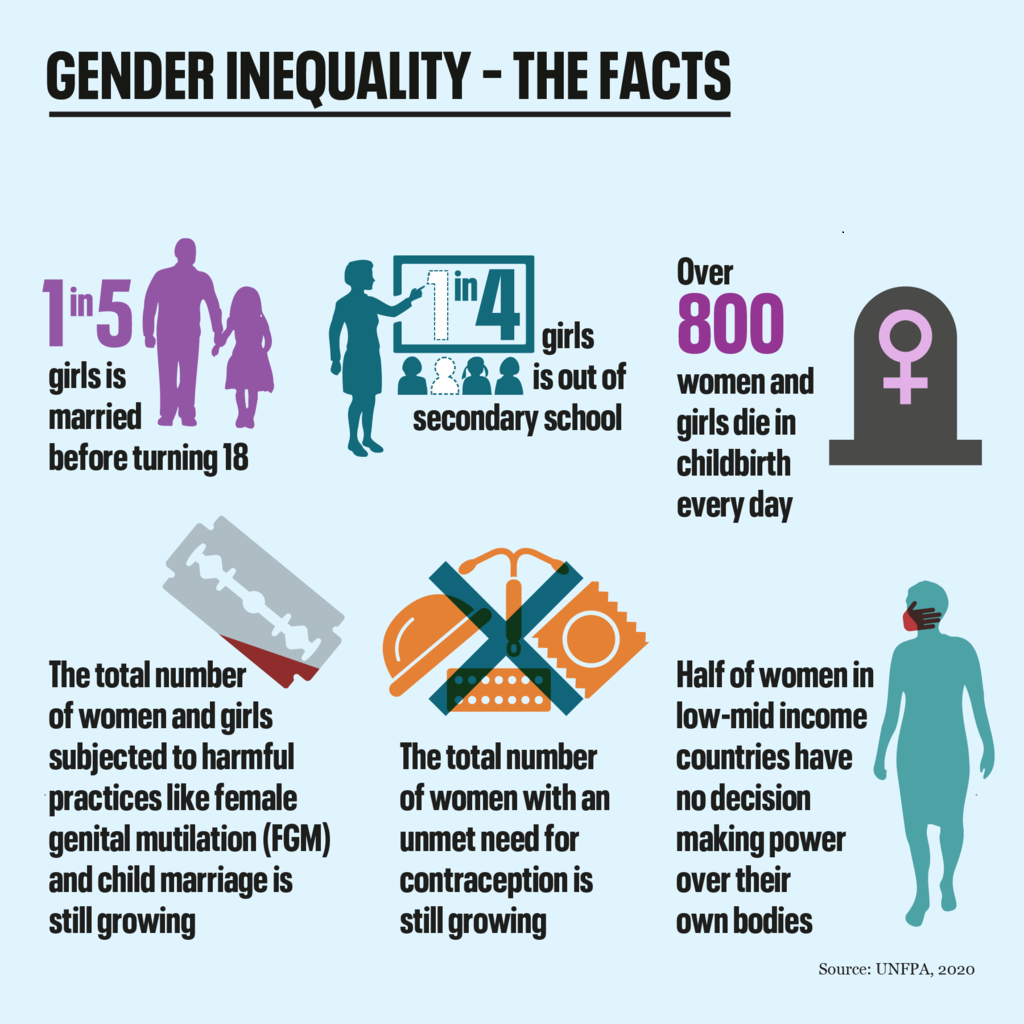 GENDER INEQUALITY - THE FACTS
1 in 5
girls is
married
before turning 18
1 in 4
girls
is out of
secondary school
Over
800
women and
girls die in
childbirth
every day
The total number
of women and girls
subjected to harmful
practices like female
genital mutilation (FGM)
and child marriage is
still growing
The total number
of women with an
unmet need for
contraception is
still growing
Half of women in
low-mid income
countries have
no decision
making power
over their
own bodies
Source: UNFPA, 2020